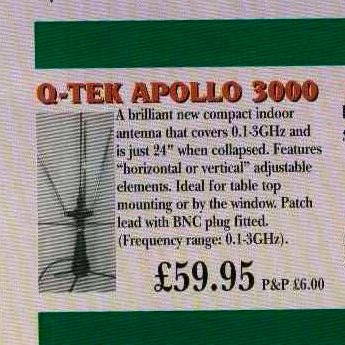 Q-TEK APOLLO 3000
A brilliant new compact indoor
antenna that covers 0.1-3GHz and
is just 24" when collapsed. Features
"horizontal or vertical" adjustable
elements. Ideal for table top
mounting or by the window. Patch
lead with BNC plug fitted.
(Frequency range: 0.1-3GHz).
£59.95 P&P £6.00